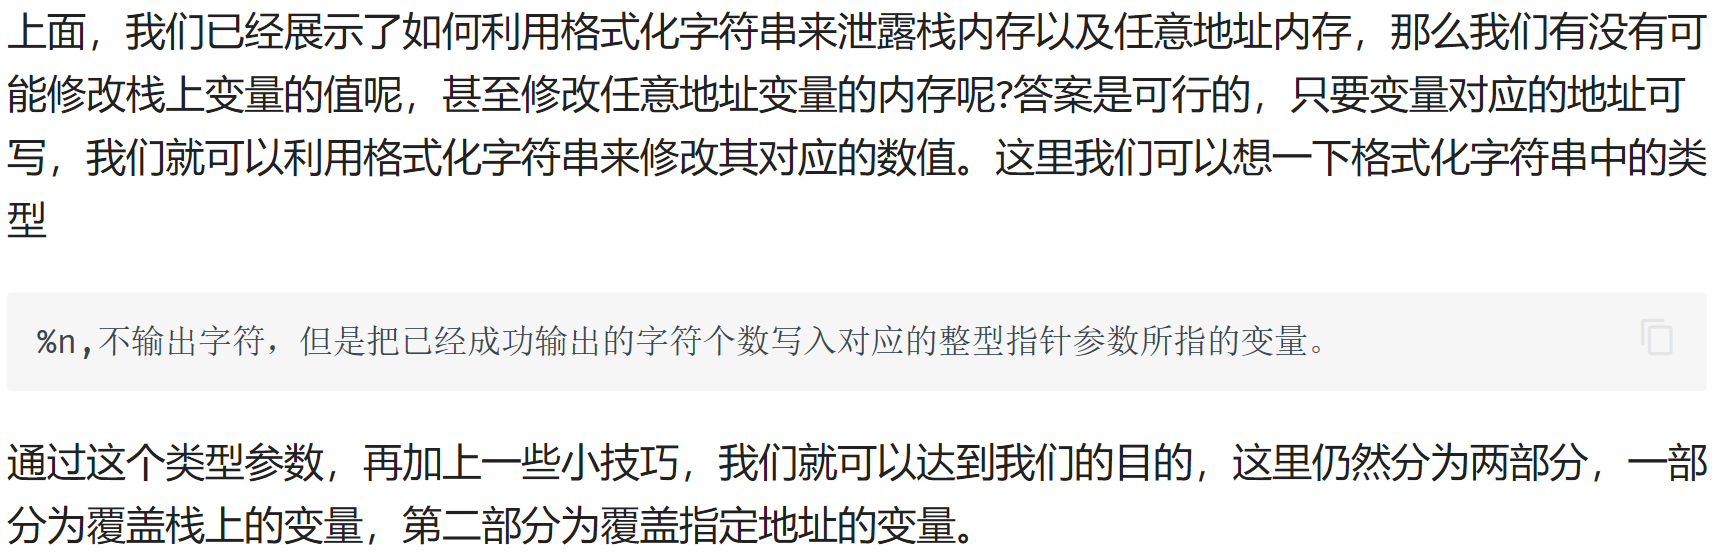 上面，我们已经展示了如何利用格式化字符串来泄露栈内存以及任意地址内存，那么我们有没有可
能修改栈上变量的值呢，甚至修改任意地址变量的内存呢?答案是可行的，只要变量对应的地址可
写，我们就可以利用格式化字符串来修改其对应的数值。这里我们可以想一下格式化字符串中的类
型
%n,不输出字符，但是把已经成功输出的字符个数写入对应的整型指针参数所指的变量。
通过这个类型参数，再加上一些小技巧，我们就可以达到我们的目的，这里仍然分为两部分，一部
分为覆盖栈上的变量，第二部分为覆盖指定地址的变量。